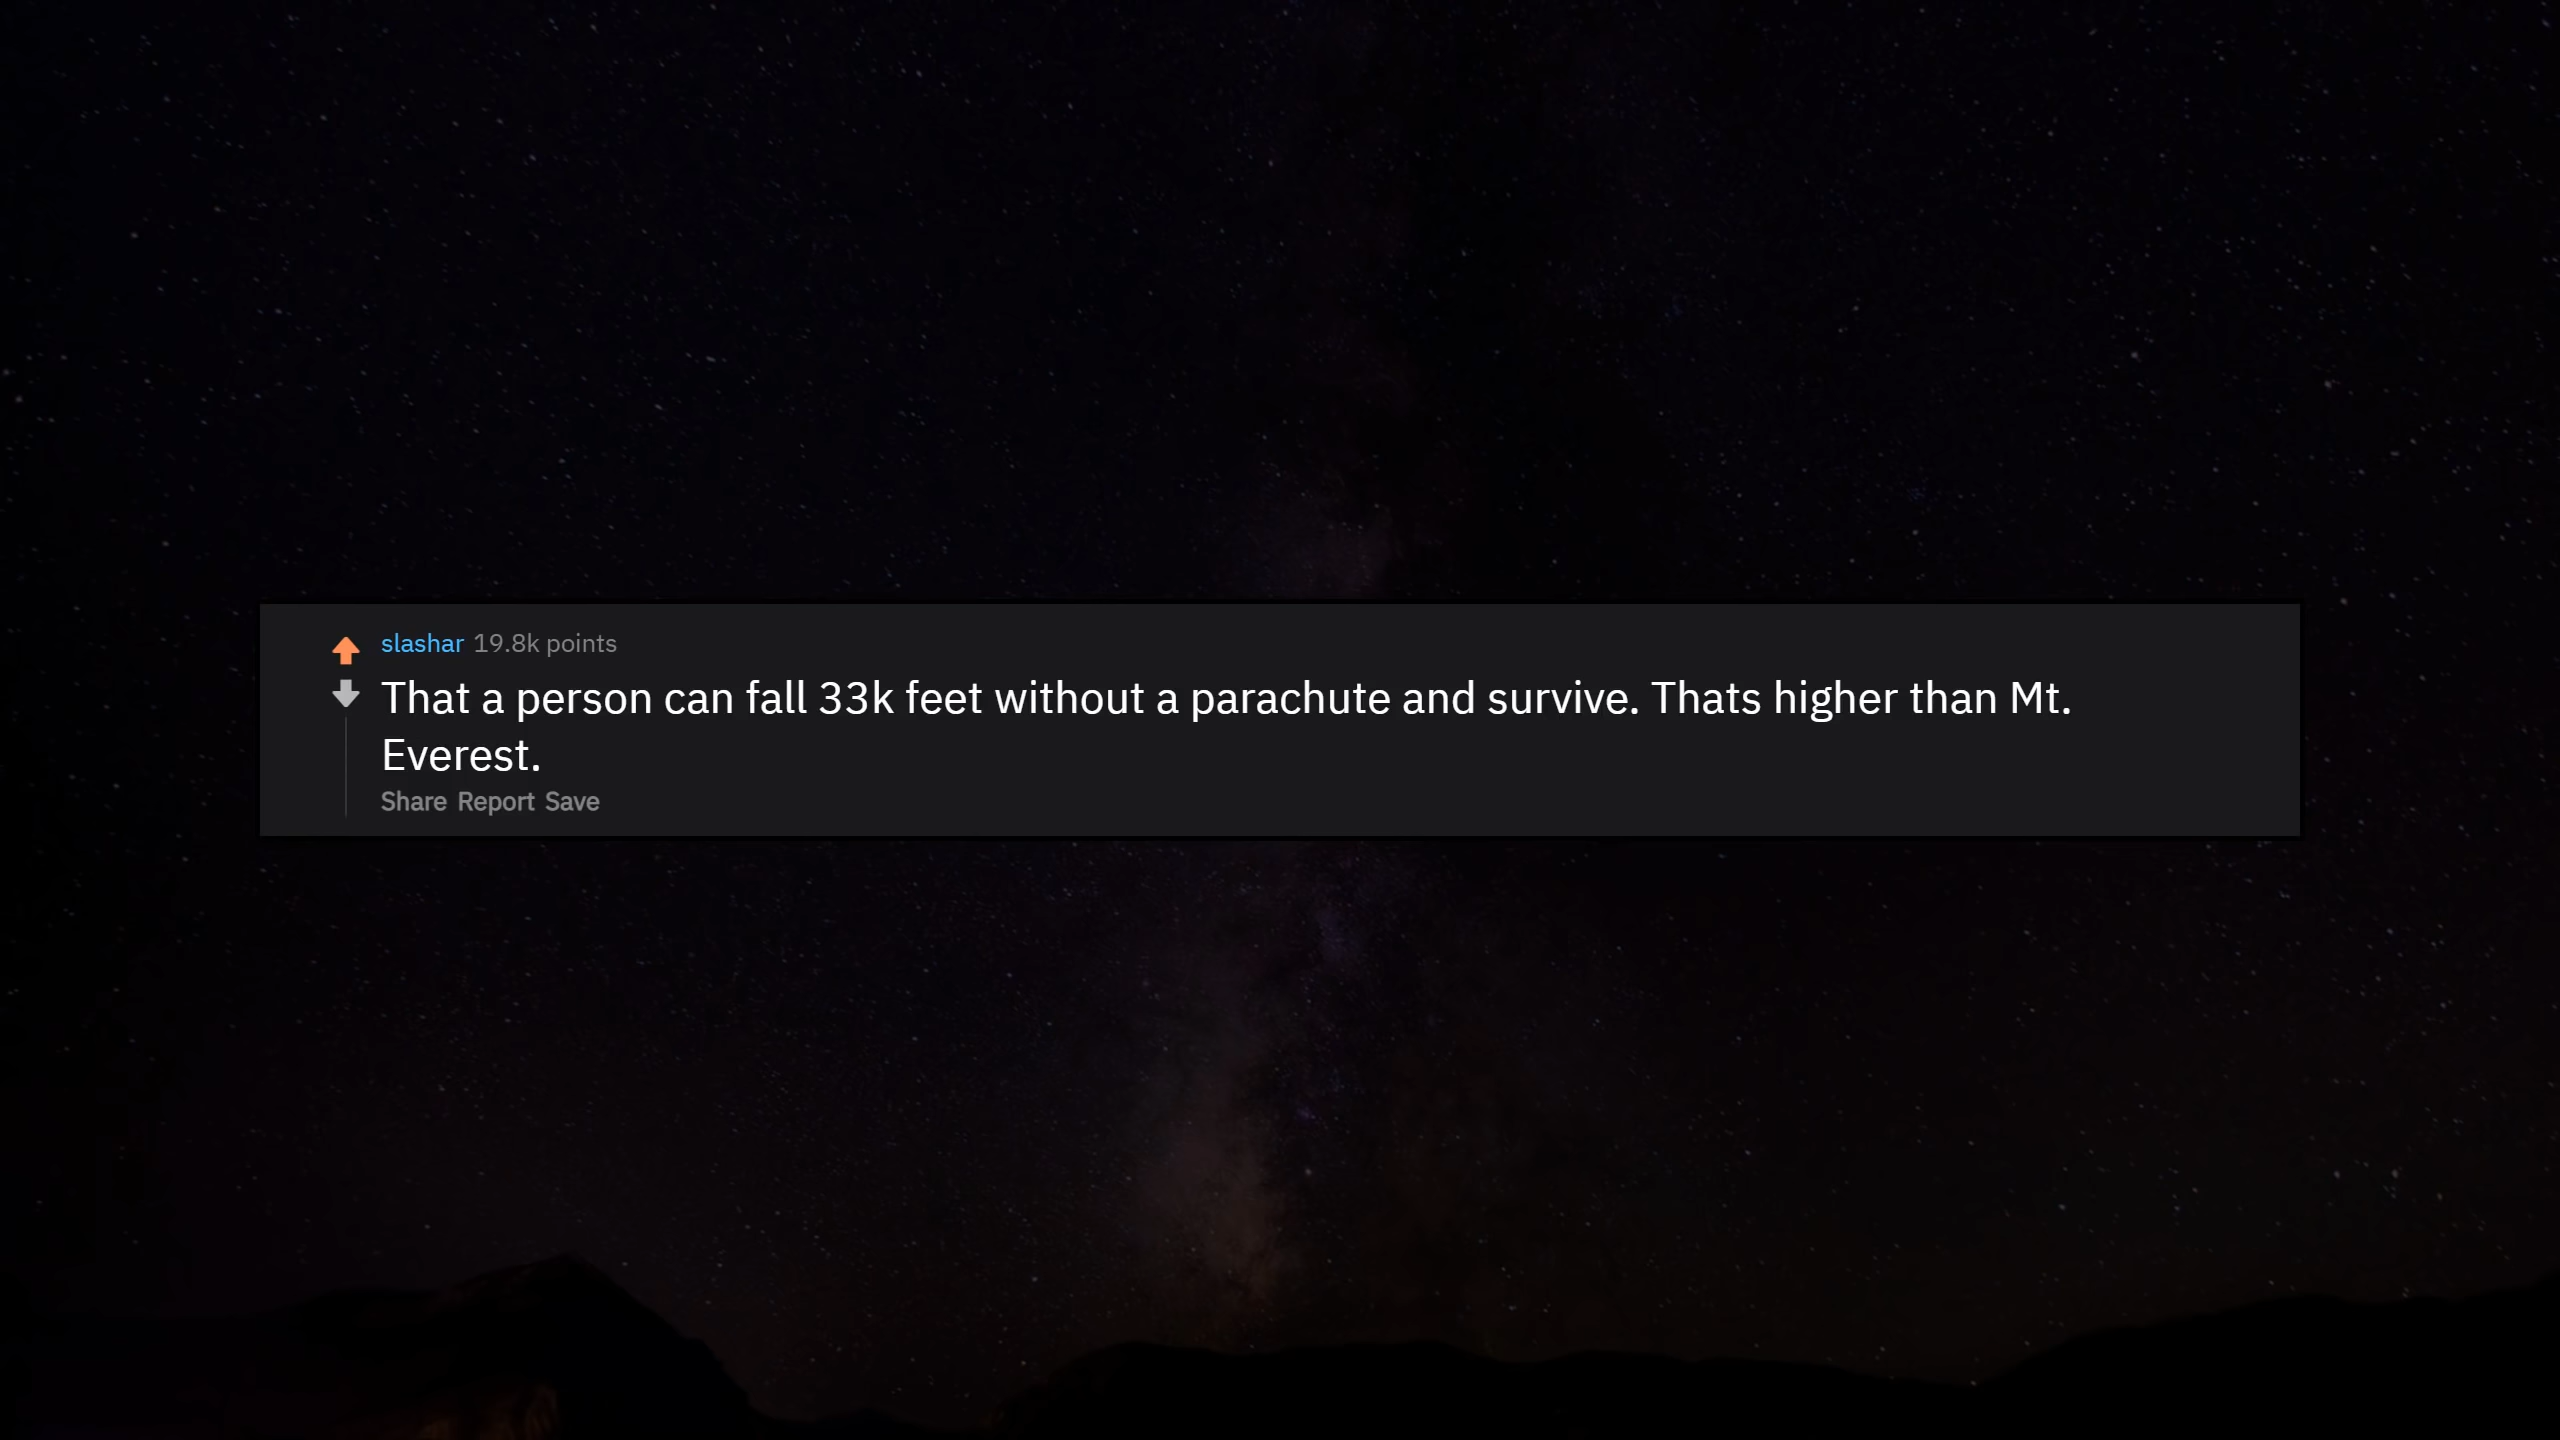 slashar 19.8k points
That a person can fall 33k feet without a parachute and survive. Thats higher than Mt.
Everest.
Share Report Save